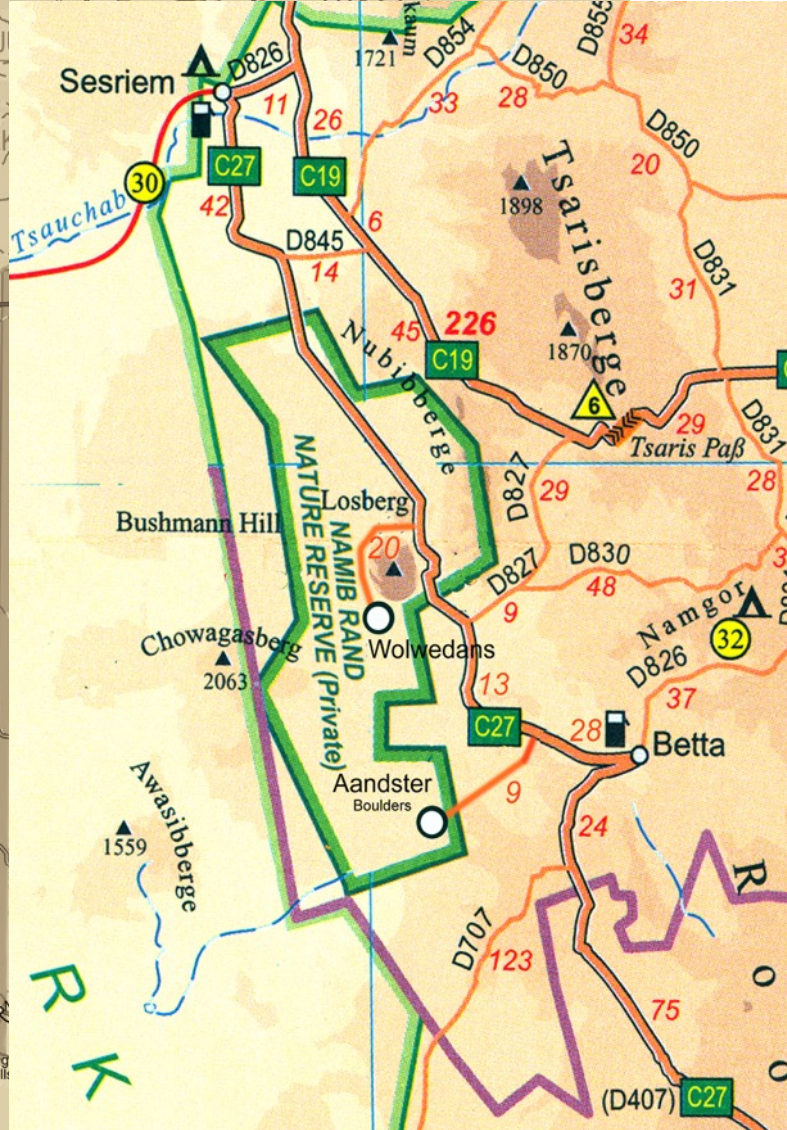 kaum
1721
D854
D855
34
D826
Sesriem
11
26
33
28
D850
D850
20
C27
C19
30
Tsauchab
42
6
1898
Tsarisberge
D845
14
D831
31
45
226
C19
1870
Nubibberge
6
29
Tsaris Paß
D831
28
D827
29
NAMIB RAND
NATURE RESERVE (Private)
Losberg
Bushmann Hill
20
D827
9
D830
48
3
Namgor
32
D826
37
Wolwedans
Chowagasberg
2063
13
C27
28
Betta
Aandster
Boulders
9
Awasibberge
1559
24
D707
123
R
o
o
75
R
K
(D407)
C27